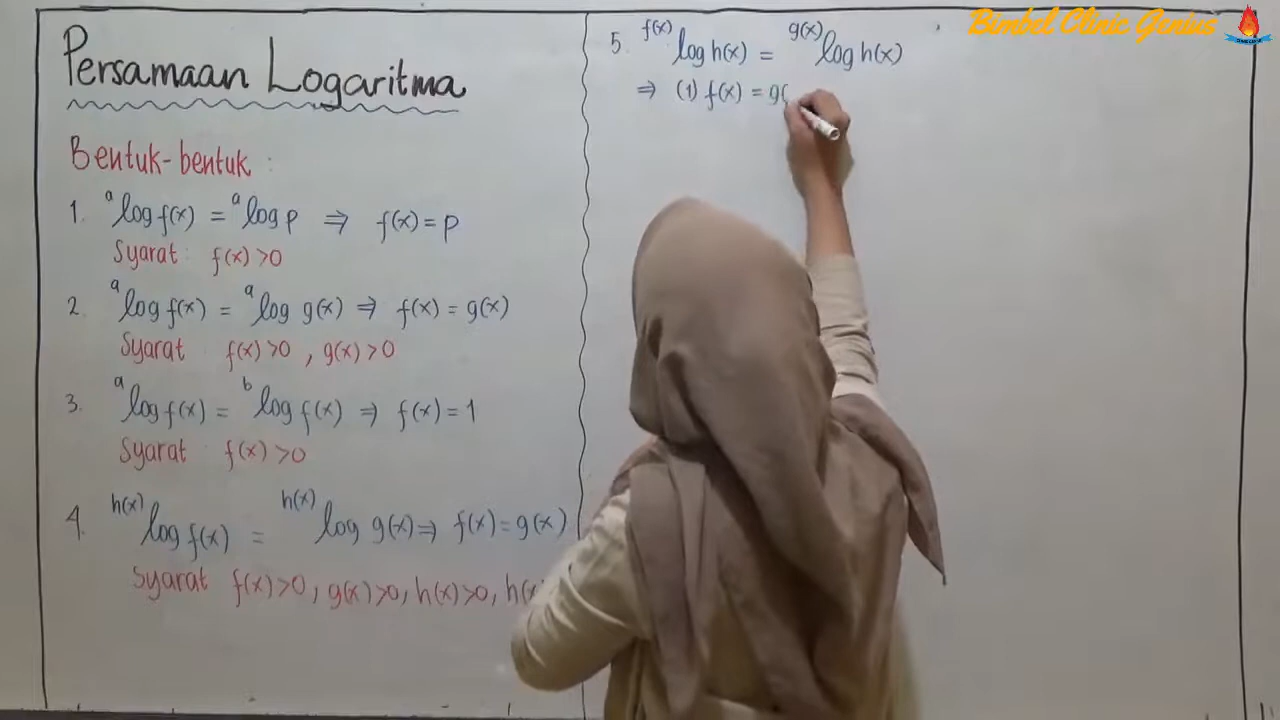 Persamaan Logaritma
Bentuk-bentuk :
1. ᵃlog f(x) = ᵃlog p ⇒ f(x) = p
Syarat : f(x) >0
2. ᵃlog f(x) = ᵃlog g(x) ⇒ f(x) = g(x)
Syarat f(x) >0 , g(x) > 0
3. ᵃlog f(x) = ᵇlog f(x) ⇒ f(x) = 1
Syarat : f(x) >0
4. ʰ⁽ˣ⁾log f(x) = ʰ⁽ˣ⁾log g(x) ⇒ f(x) = g(x)
Syarat f(x) >0, g(x) >0, h(x) >0, h(x
5. ᶠ⁽ˣ⁾log h(x) = ᵍ⁽ˣ⁾log h(x)
⇒ (1) f(x) = g(
Bimbel Clinic Genius